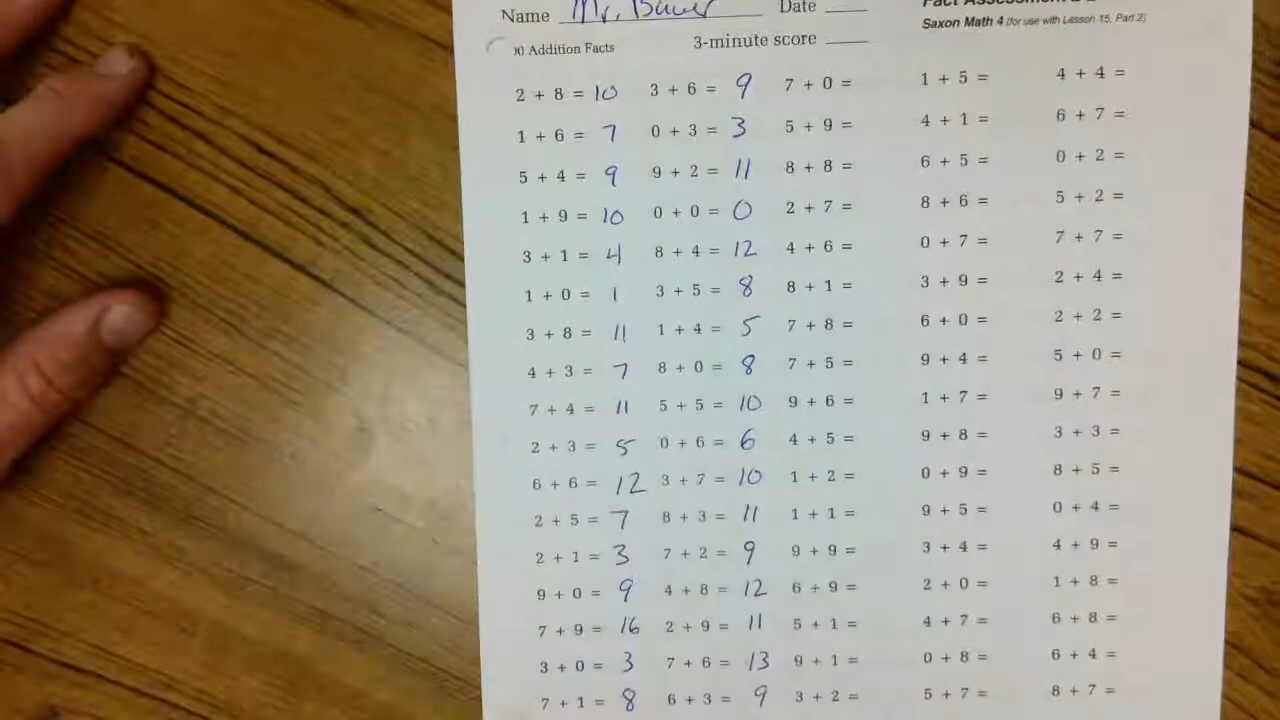 Name Mr. Bauer Date ____ Fact Assessment
Saxon Math 4 (for use with Lesson 15, Part 2)
Addition Facts 3-minute score ____
2 + 8 = 10 3 + 6 = 9 7 + 0 = 1 + 5 = 4 + 4 =
1 + 6 = 7 0 + 3 = 3 5 + 9 = 4 + 1 = 6 + 7 =
5 + 4 = 9 9 + 2 = 11 8 + 8 = 6 + 5 = 0 + 2 =
1 + 9 = 10 0 + 0 = 0 2 + 7 = 8 + 6 = 5 + 2 =
3 + 1 = 4 8 + 4 = 12 4 + 6 = 0 + 7 = 7 + 7 =
1 + 0 = 1 3 + 5 = 8 8 + 1 = 3 + 9 = 2 + 4 =
3 + 8 = 11 1 + 4 = 5 7 + 8 = 6 + 0 = 2 + 2 =
4 + 3 = 7 8 + 0 = 8 7 + 5 = 9 + 4 = 5 + 0 =
7 + 4 = 11 5 + 5 = 10 9 + 6 = 1 + 7 = 9 + 7 =
2 + 3 = 5 0 + 6 = 6 4 + 5 = 9 + 8 = 3 + 3 =
6 + 6 = 12 3 + 7 = 10 1 + 2 = 0 + 9 = 8 + 5 =
2 + 5 = 7 8 + 3 = 11 1 + 1 = 9 + 5 = 0 + 4 =
2 + 1 = 3 7 + 2 = 9 9 + 9 = 3 + 4 = 4 + 9 =
9 + 0 = 9 4 + 8 = 12 6 + 9 = 2 + 0 = 1 + 8 =
7 + 9 = 16 2 + 9 = 11 5 + 1 = 4 + 7 = 6 + 8 =
3 + 0 = 3 7 + 6 = 13 9 + 1 = 0 + 8 = 6 + 4 =
7 + 1 = 8 6 + 3 = 9 3 + 2 = 5 + 7 = 8 + 7 =